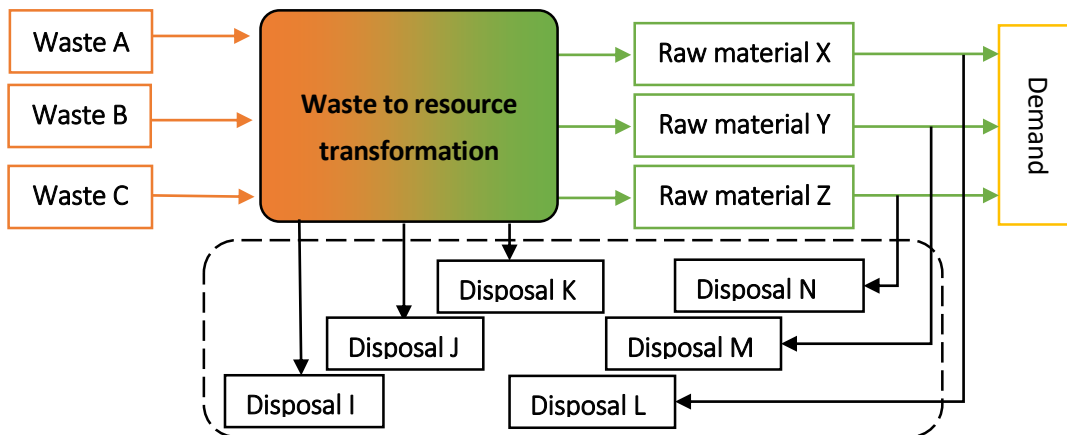 Waste A
Waste B
Waste C
Waste to resource
transformation
Raw material X
Raw material Y
Raw material Z
Demand
Disposal K
Disposal N
Disposal J
Disposal M
Disposal I
Disposal L